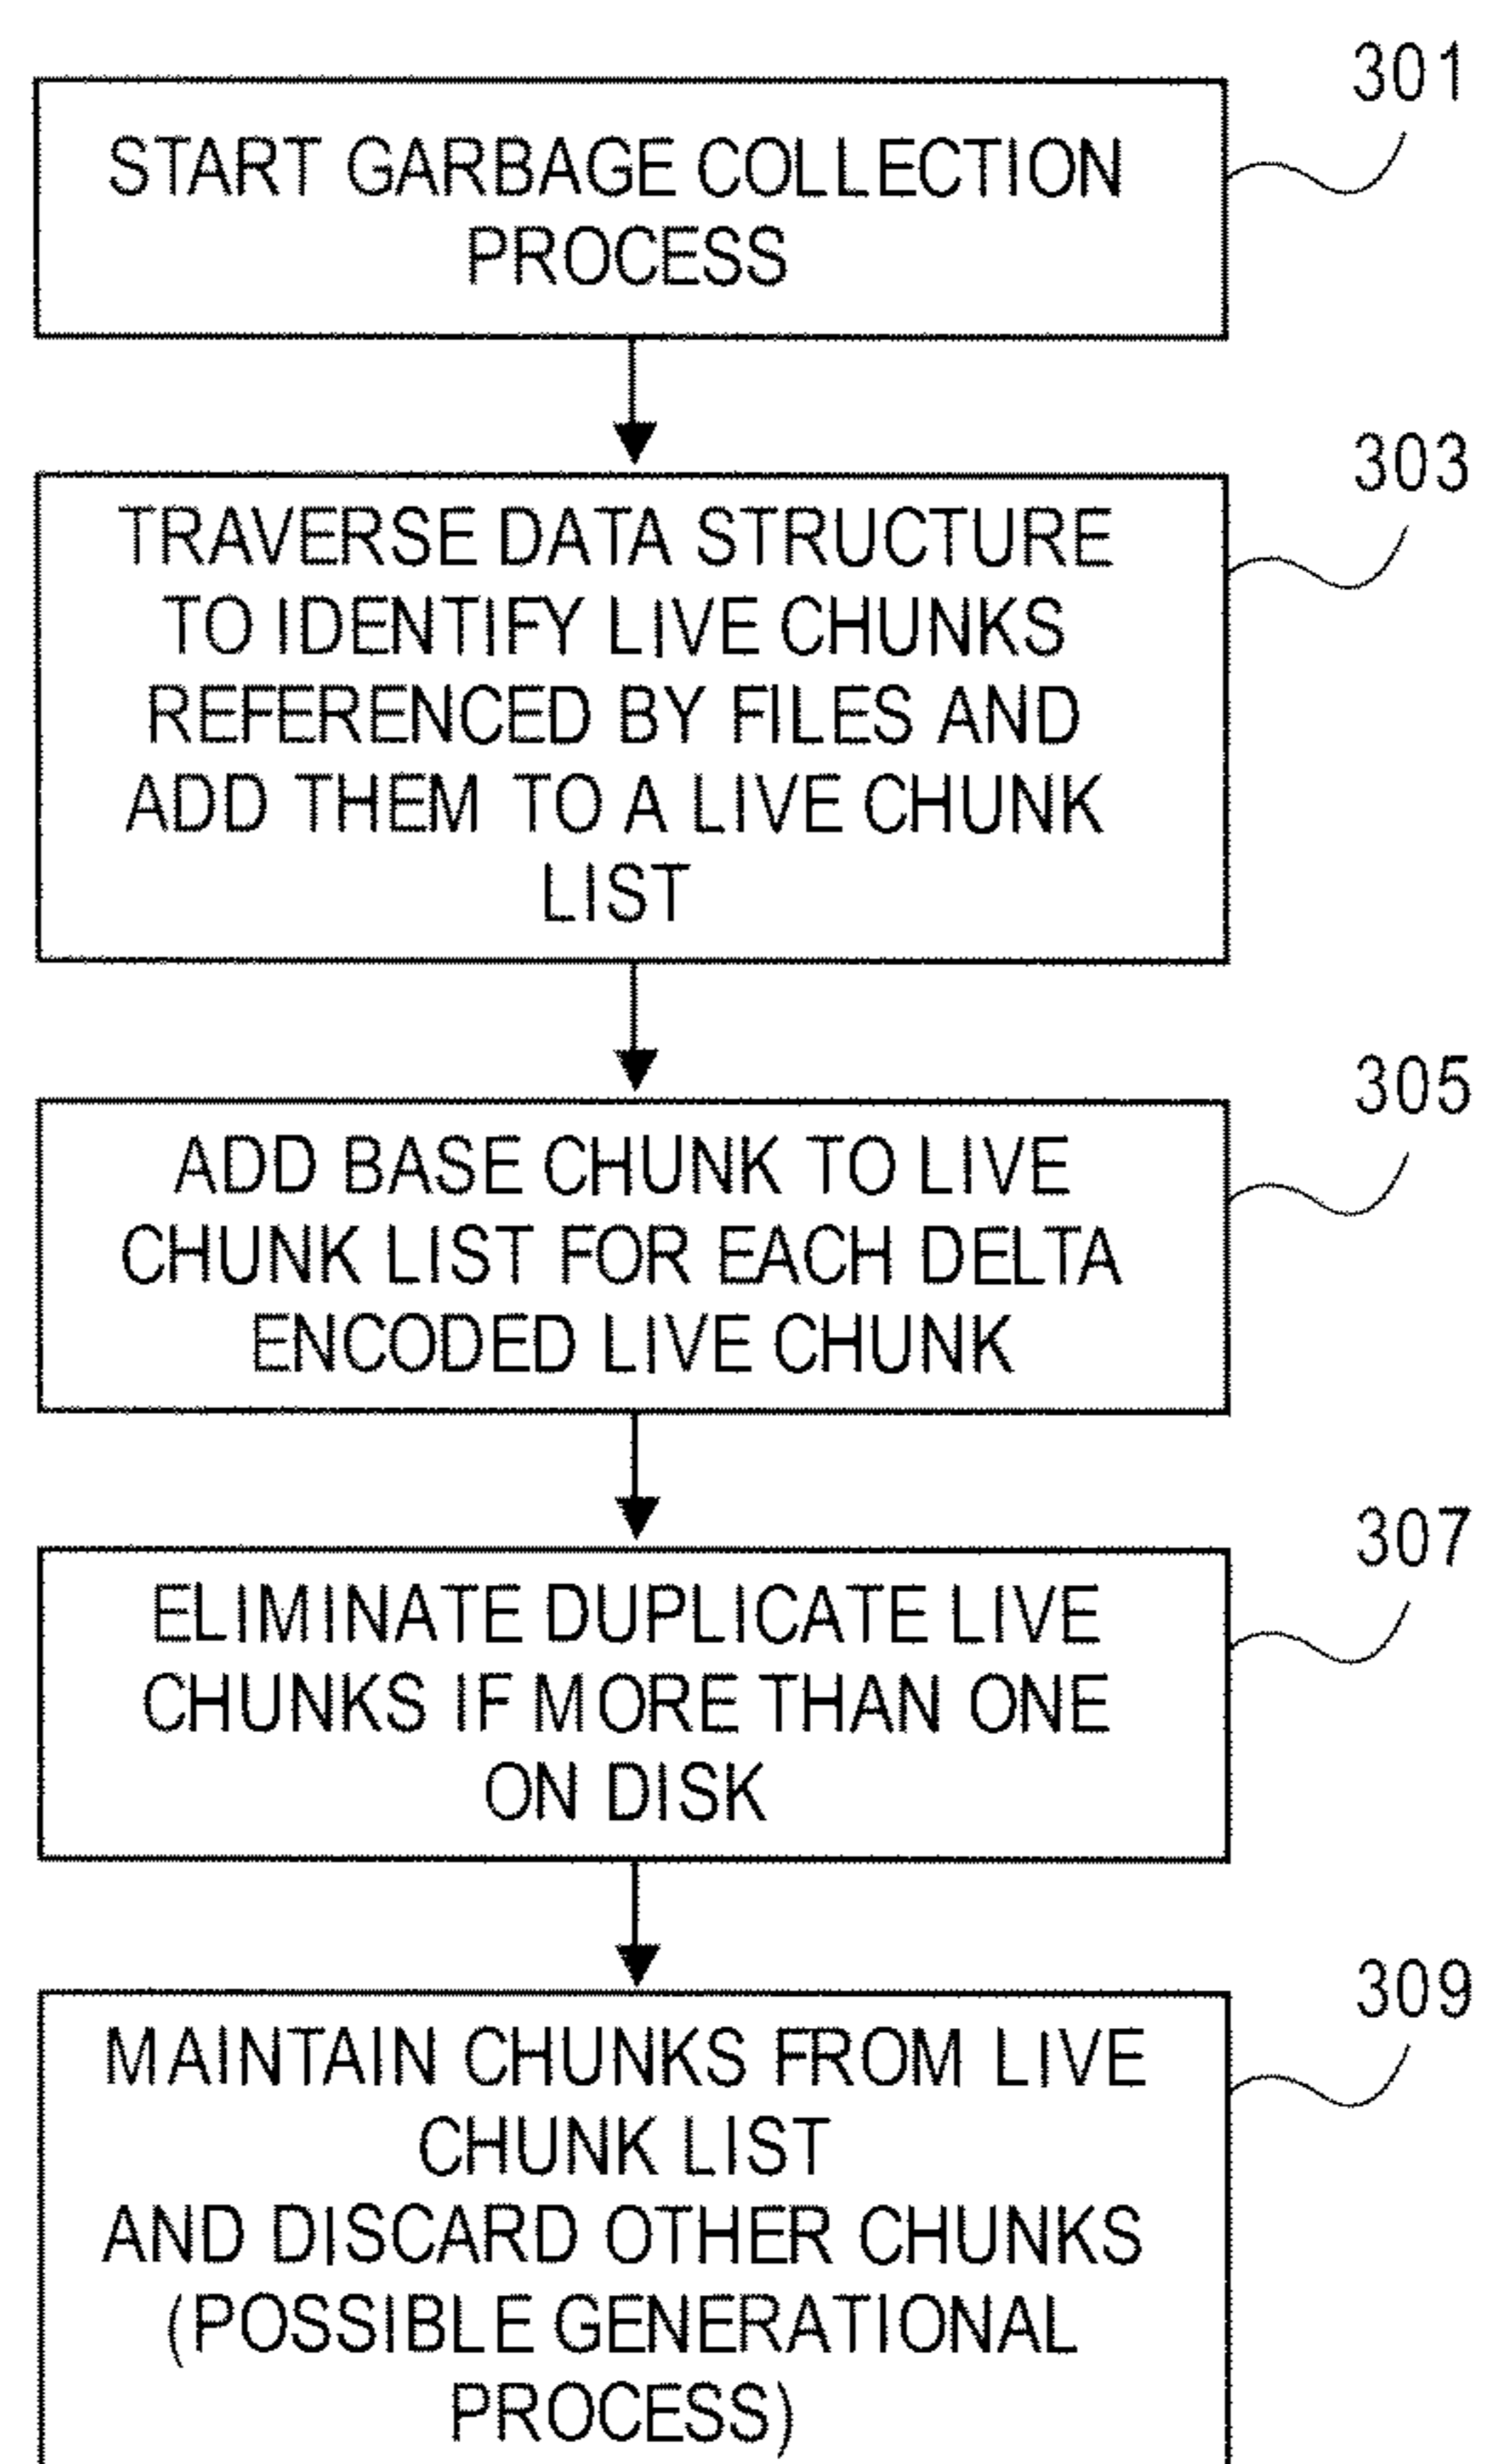 301
START GARBAGE COLLECTION
PROCESS
303
TRAVERSE DATA STRUCTURE
TO IDENTIFY LIVE CHUNKS
REFERENCED BY FILES AND
ADD THEM TO A LIVE CHUNK
LIST
305
ADD BASE CHUNK TO LIVE
CHUNK LIST FOR EACH DELTA
ENCODED LIVE CHUNK
307
ELIMINATE DUPLICATE LIVE
CHUNKS IF MORE THAN ONE
ON DISK
309
MAINTAIN CHUNKS FROM LIVE
CHUNK LIST
AND DISCARD OTHER CHUNKS
(POSSIBLE GENERATIONAL
PROCESS)